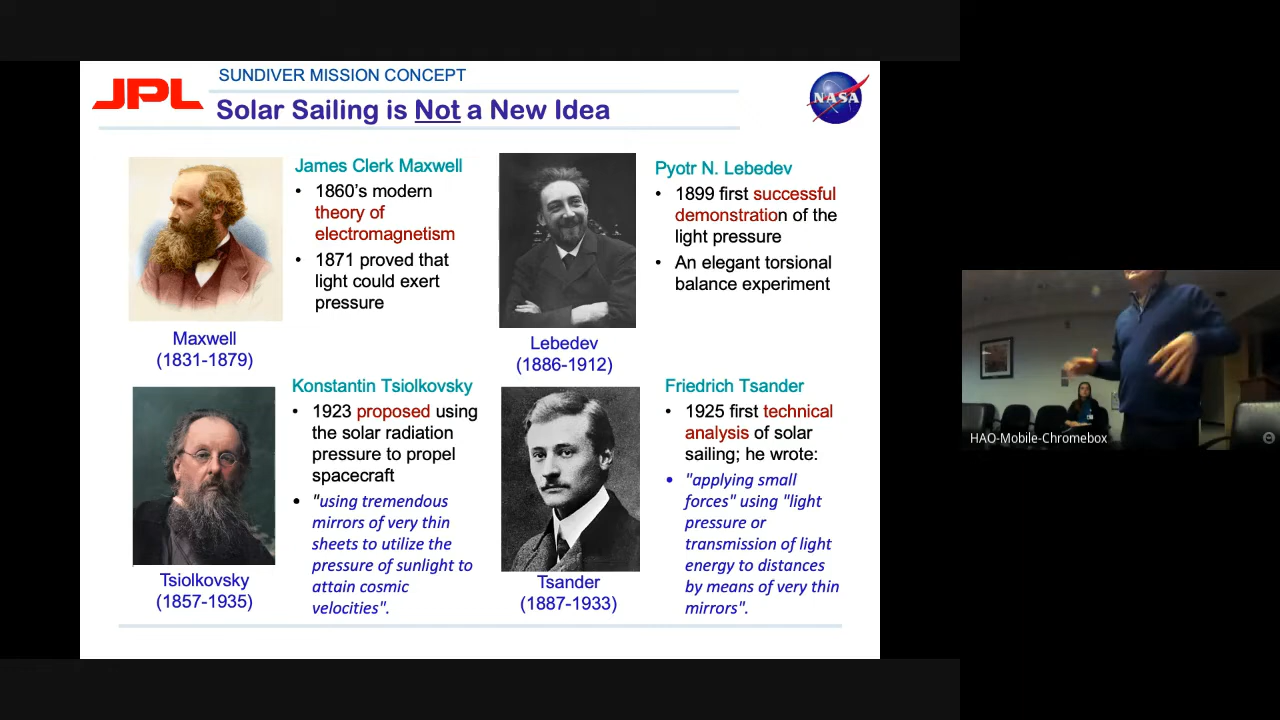 SUNDIVER MISSION CONCEPT
JPL
Solar Sailing is Not a New Idea
NASA
James Clerk Maxwell
• 1860's modern
theory of
electromagnetism
• 1871 proved that
light could exert
pressure
Maxwell
(1831-1879)
Pyotr N. Lebedev
• 1899 first successful
demonstration of the
light pressure
• An elegant torsional
balance experiment
Lebedev
(1886-1912)
Konstantin Tsiolkovsky
• 1923 proposed using
the solar radiation
pressure to propel
spacecraft
• "using tremendous
mirrors of very thin
sheets to utilize the
pressure of sunlight to
attain cosmic
velocities".
Tsiolkovsky
(1857-1935)
Friedrich Tsander
• 1925 first technical
analysis of solar
sailing; he wrote:
• "applying small
forces" using "light
pressure or
transmission of light
energy to distances
by means of very thin
mirrors".
Tsander
(1887-1933)
HAO-Mobile-Chromebox